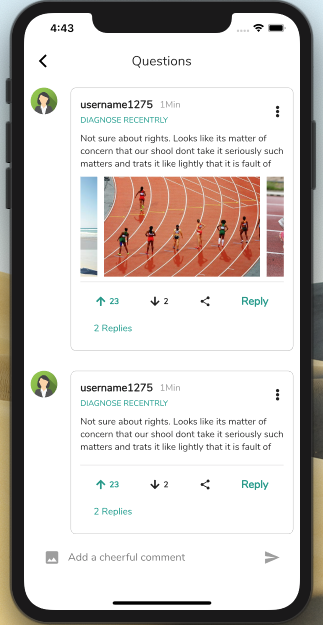 4:43
Questions
username1275 1Min
DIAGNOSE RECENTRLY
Not sure about rights. Looks like its matter of
concern that our shool dont take it seriously such
matters and trats it like lightly that it is fault of
23 2 Reply
2 Replies
username1275 1Min
DIAGNOSE RECENTRLY
Not sure about rights. Looks like its matter of
concern that our shool dont take it seriously such
matters and trats it like lightly that it is fault of
23 2 Reply
2 Replies
Add a cheerful comment